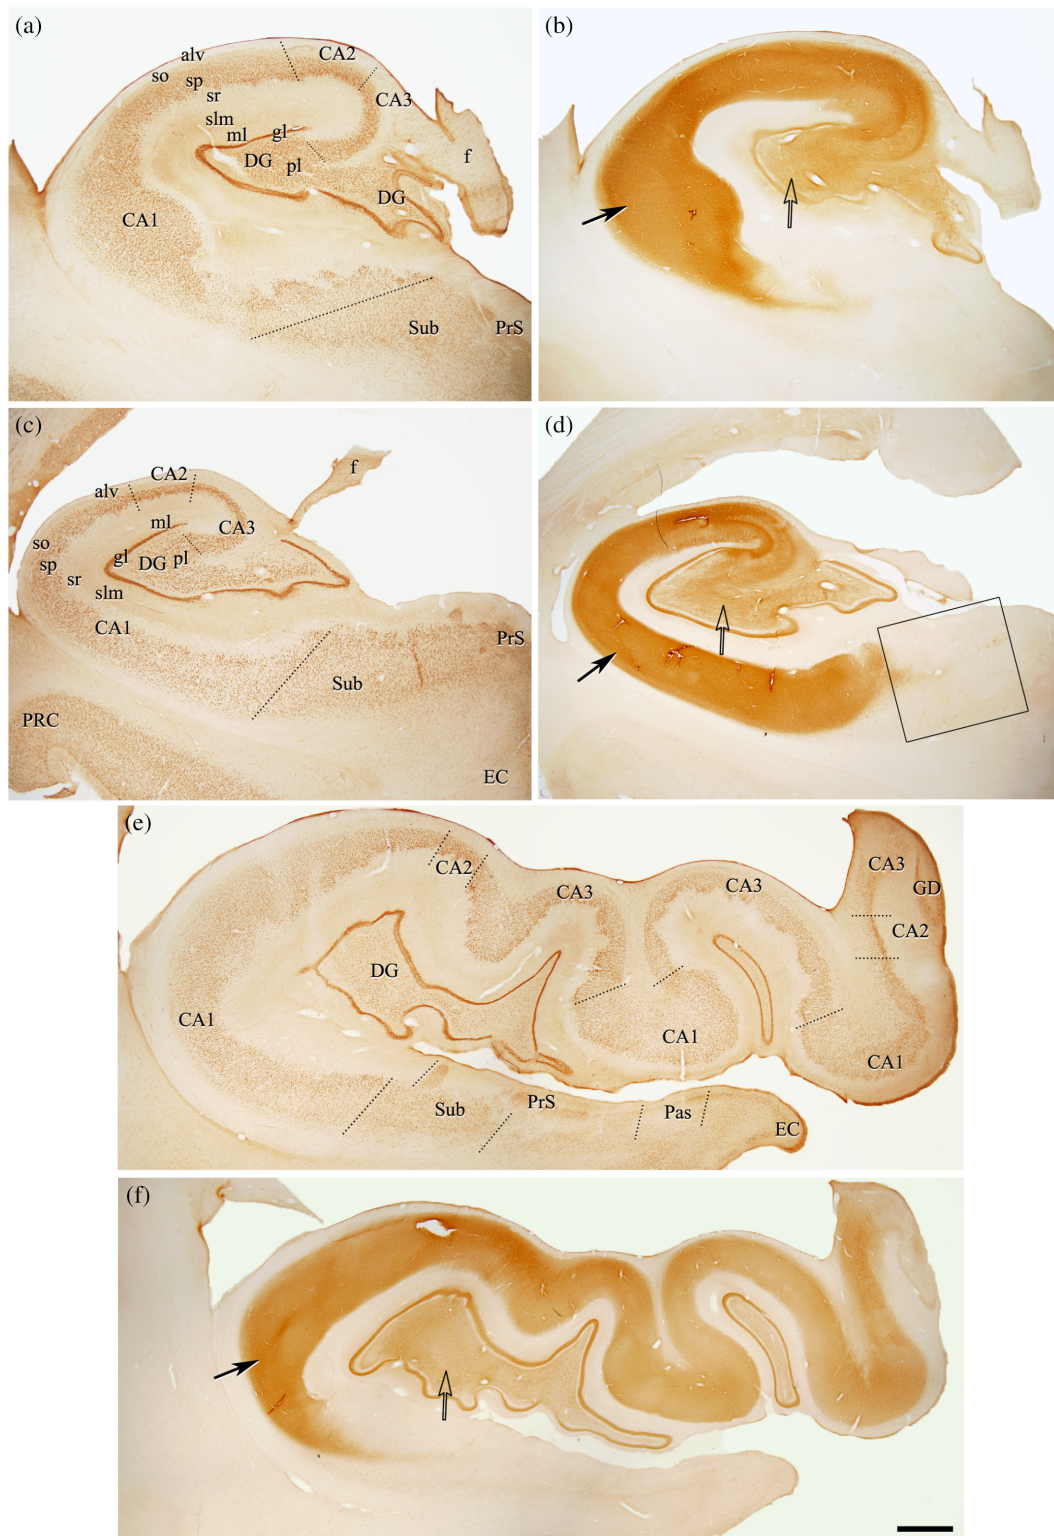 (a)
alv
CA2
so
sp
sr
CA3
slm
ml
gl
f
DG
pl
DG
CA1
Sub
PrS
(b)
(c)
f
CA2
alv
ml
CA3
so
gl
DG
pl
sp
sr
slm
CA1
PrS
Sub
PRC
EC
(d)
(e)
CA2
CA3
CA3
CA3
GD
CA2
DG
CA1
CA1
CA1
Sub
PrS
Pas
EC
(f)